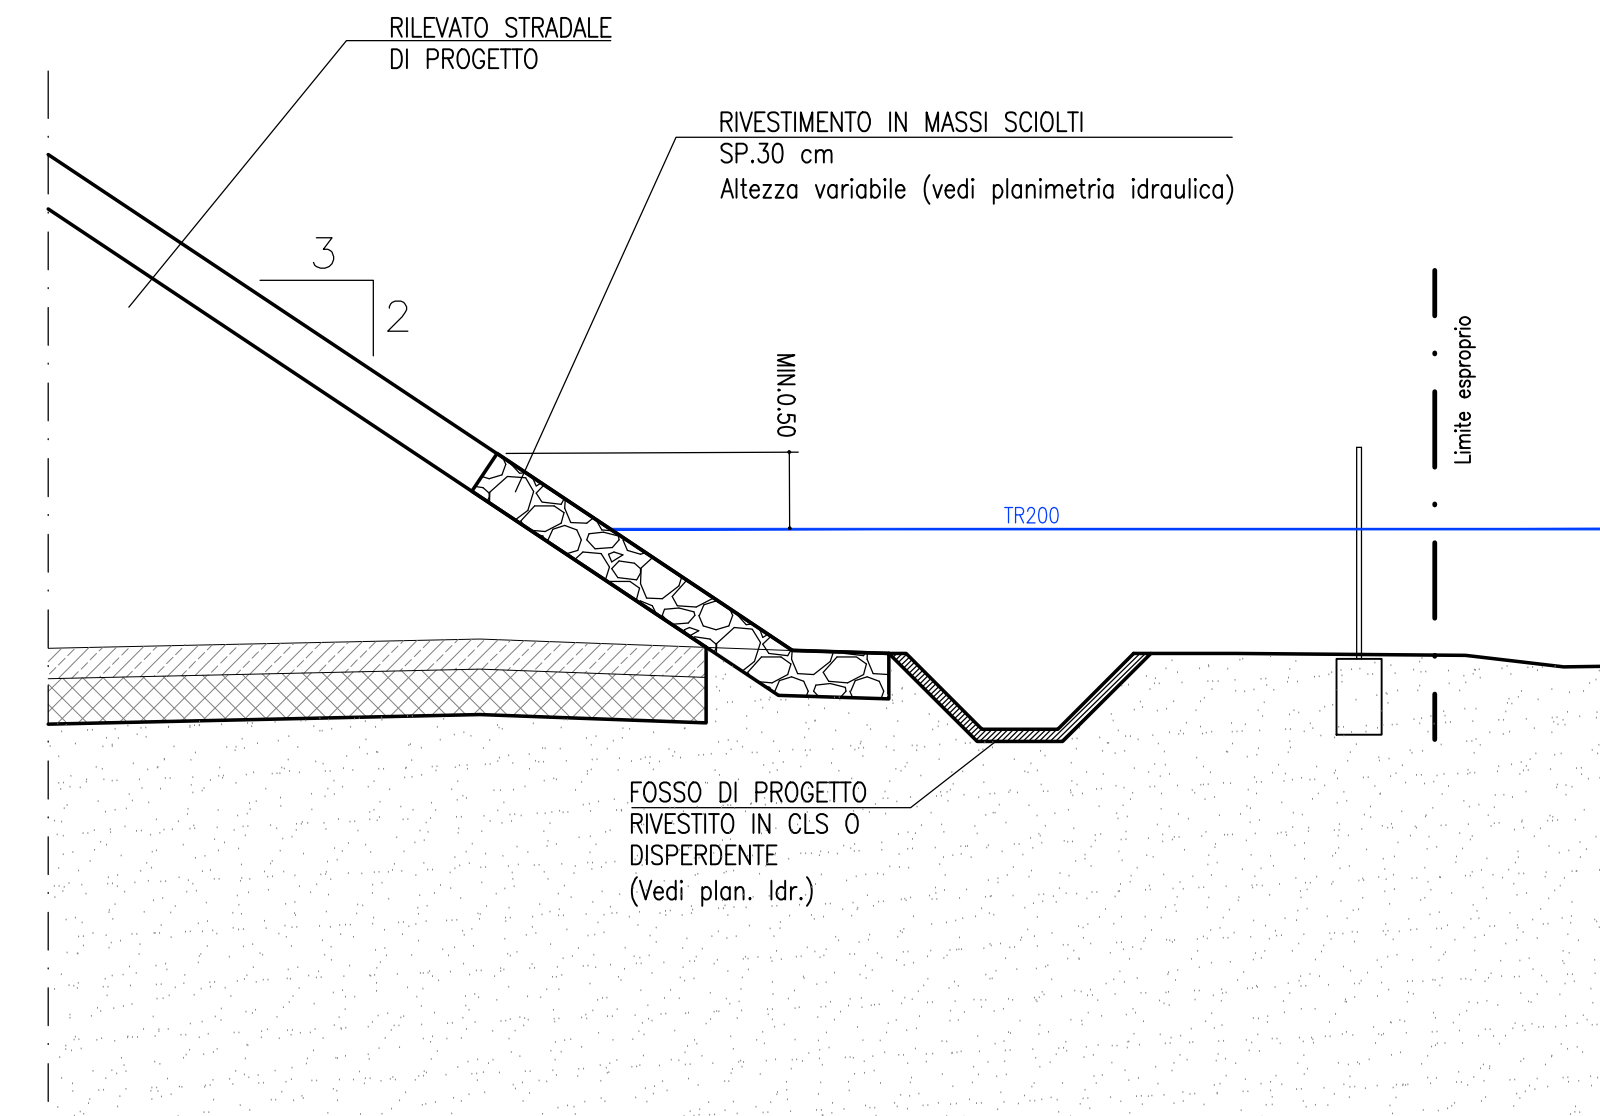 RILEVATO STRADALE
DI PROGETTO
RIVESTIMENTO IN MASSI SCIOLTI
SP.30 cm
Altezza variabile (vedi planimetria idraulica)
3
2
MIN.0.50
Limite esproprio
TR200
FOSSO DI PROGETTO
RIVESTITO IN CLS O
DISPERDENTE
(Vedi plan. Idr.)